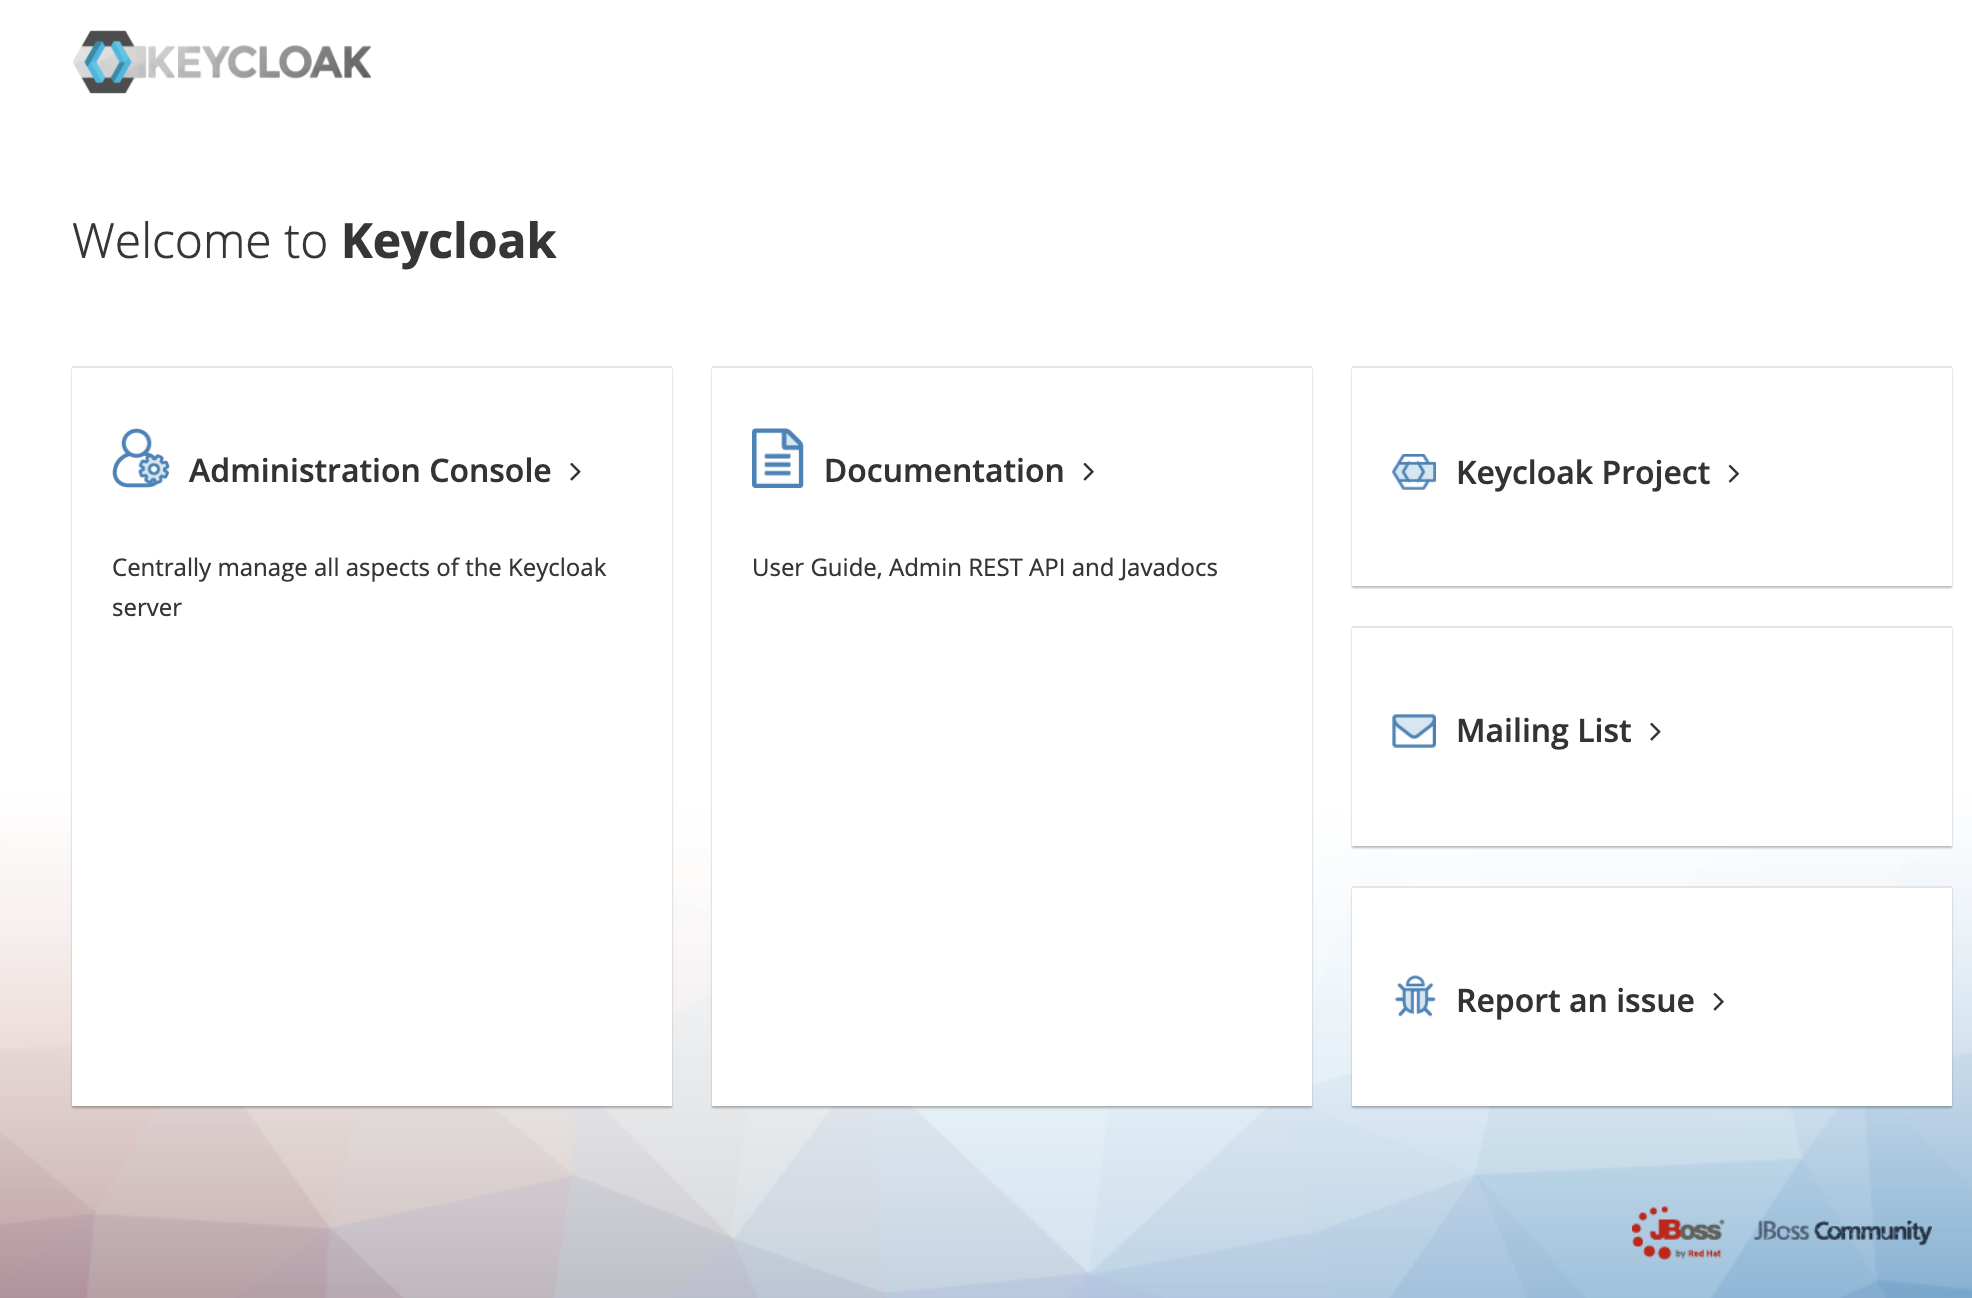 KEYCLOAK
Welcome to Keycloak
Administration Console
Centrally manage all aspects of the Keycloak
server
Documentation
User Guide, Admin REST API and Javadocs
Keycloak Project
Mailing List
Report an issue
JBoss
by Red Hat
JBoss Community